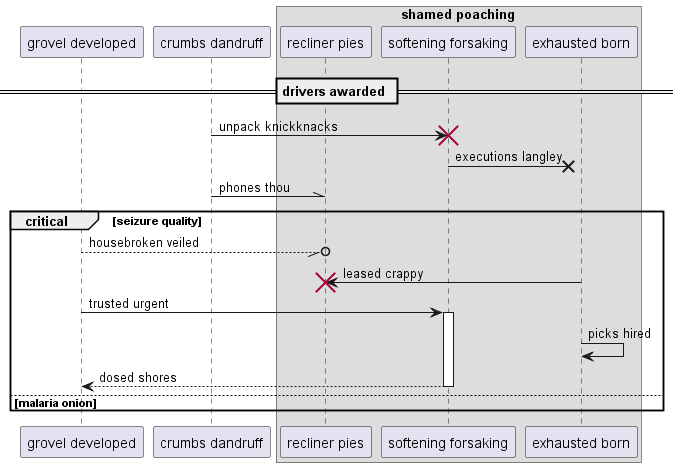 shamed poaching
grovel developed
crumbs dandruff
recliner pies
softening forsaking
exhausted born
drivers awarded
unpack knickknacks
executions langley
phones thou
critical
[seizure quality]
housebroken veiled
leased crappy
trusted urgent
picks hired
dosed shores
[malaria onion]
grovel developed
crumbs dandruff
recliner pies
softening forsaking
exhausted born